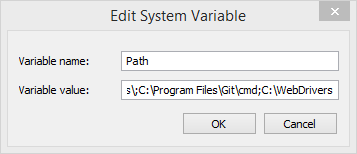 Edit System Variable
Variable name: Path
Variable value: s\;C:\Program Files\Git\cmd;C:\WebDrivers
OK Cancel